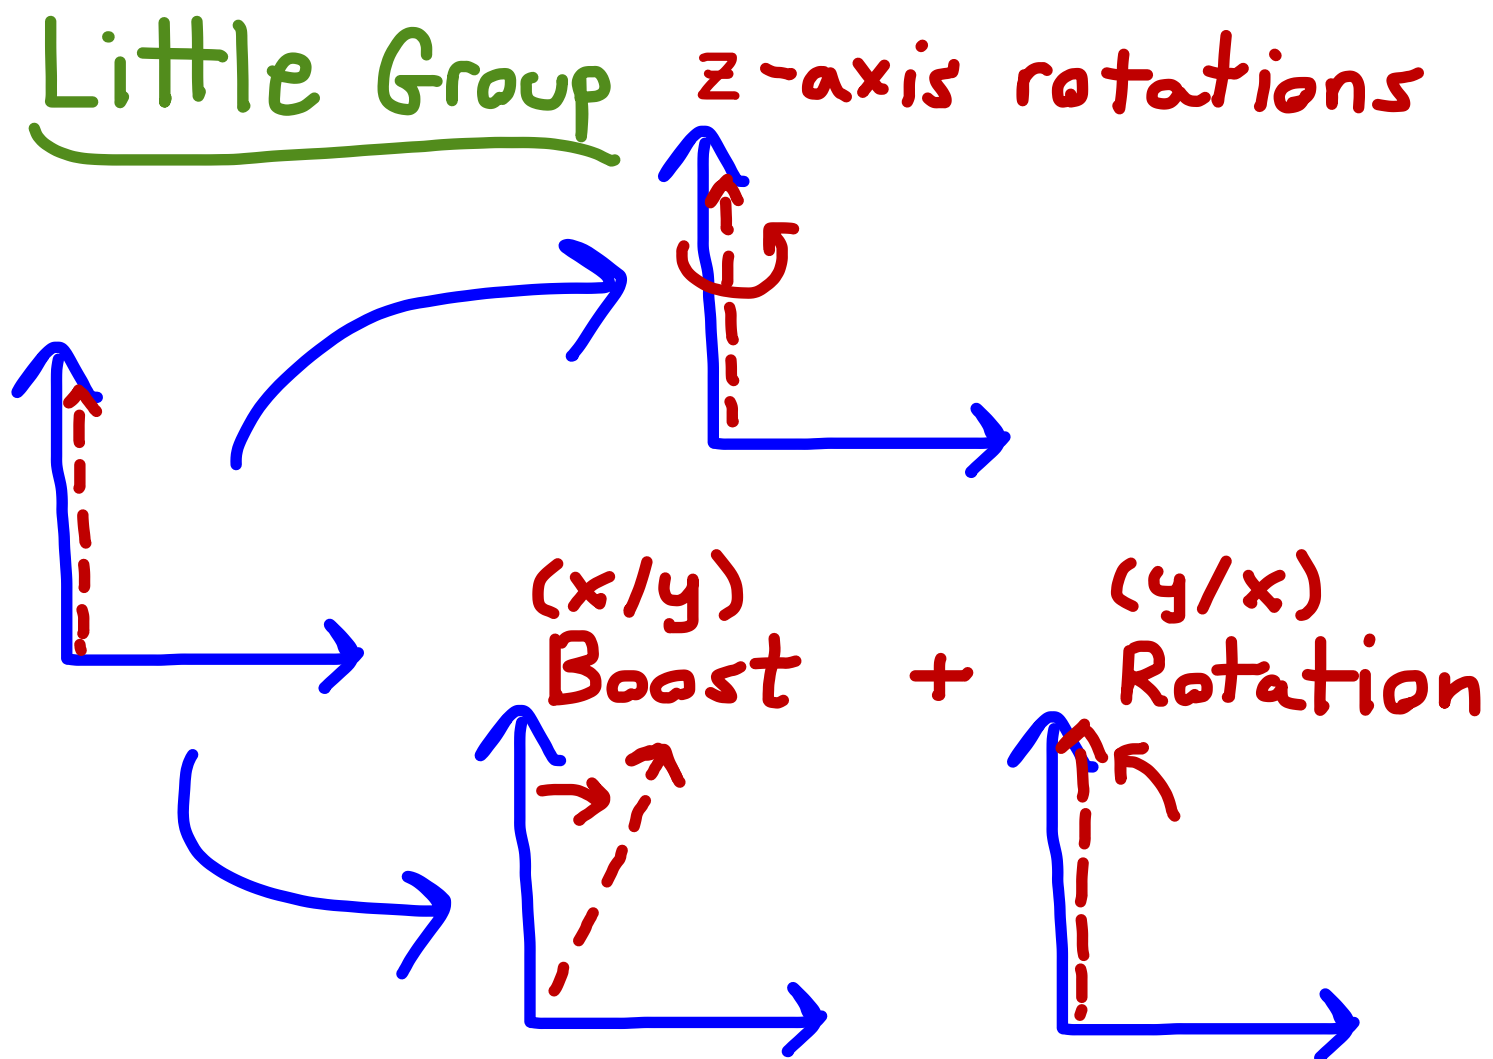 Little Group
z-axis rotations
(x/y)
Boost
+
(y/x)
Rotation